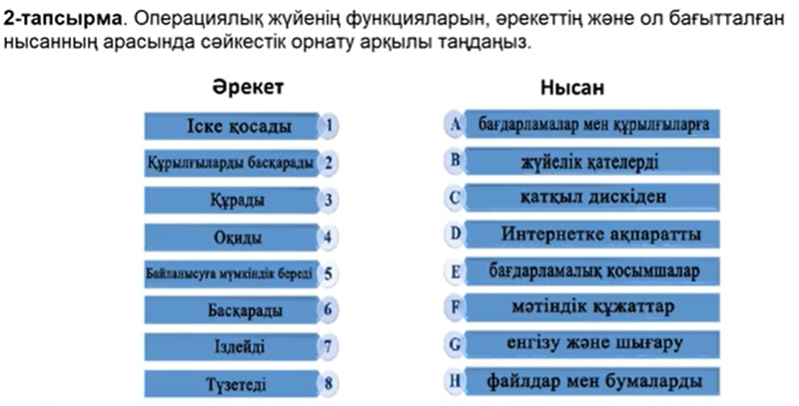 2-тапсырма. Операциялық жүйенің функцияларын, әрекеттің және ол бағытталған
нысанның арасында сәйкестік орнату арқылы таңдаңыз.
Әрекет
Нысан
Іске қосады 1
A бағдарламалар мен құрылғыларға
Құрылғыларды басқарады 2
B жүйелік қателерді
Құрады 3
C қатқыл дискіден
Оқиды 4
D Интернетке ақпаратты
Байланысуға мүмкіндік береді 5
E бағдарламалық қосымшалар
Басқарады 6
F мәтіндік құжаттар
Іздейді 7
G енгізу және шығару
Түзетеді 8
H файлдар мен бумаларды